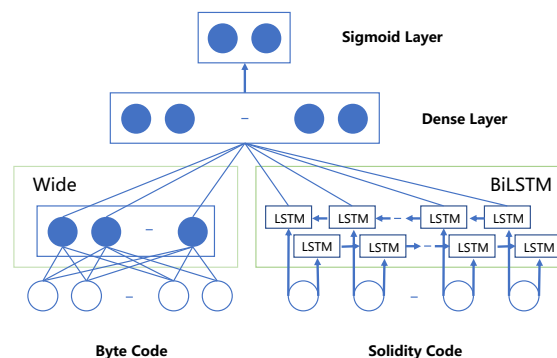 Sigmoid Layer
Dense Layer
Wide
BiLSTM
LSTM LSTM LSTM LSTM
LSTM LSTM LSTM LSTM
Byte Code
Solidity Code